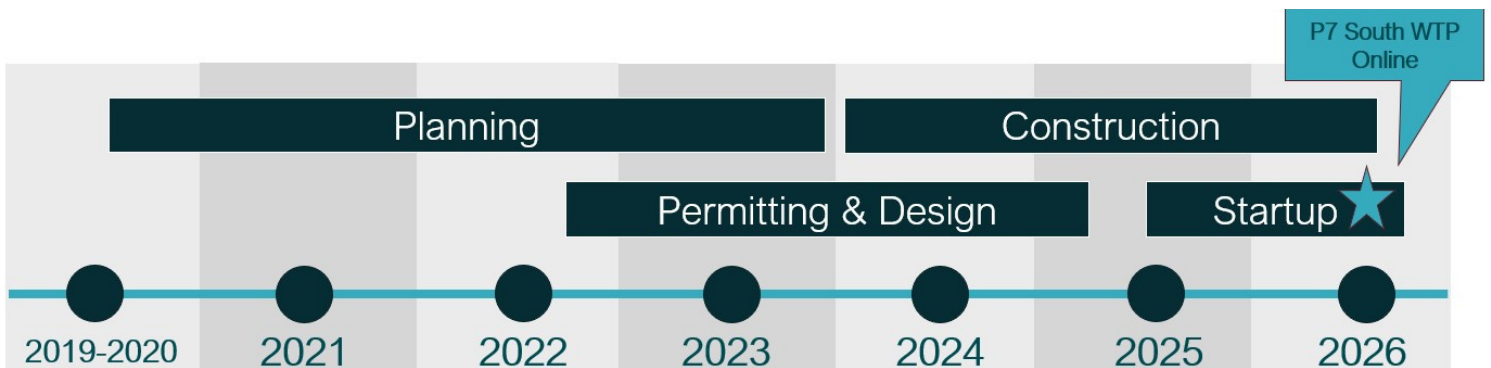 P7 South WTP
Online
Planning
Construction
Permitting & Design
Startup
2019-2020
2021
2022
2023
2024
2025
2026